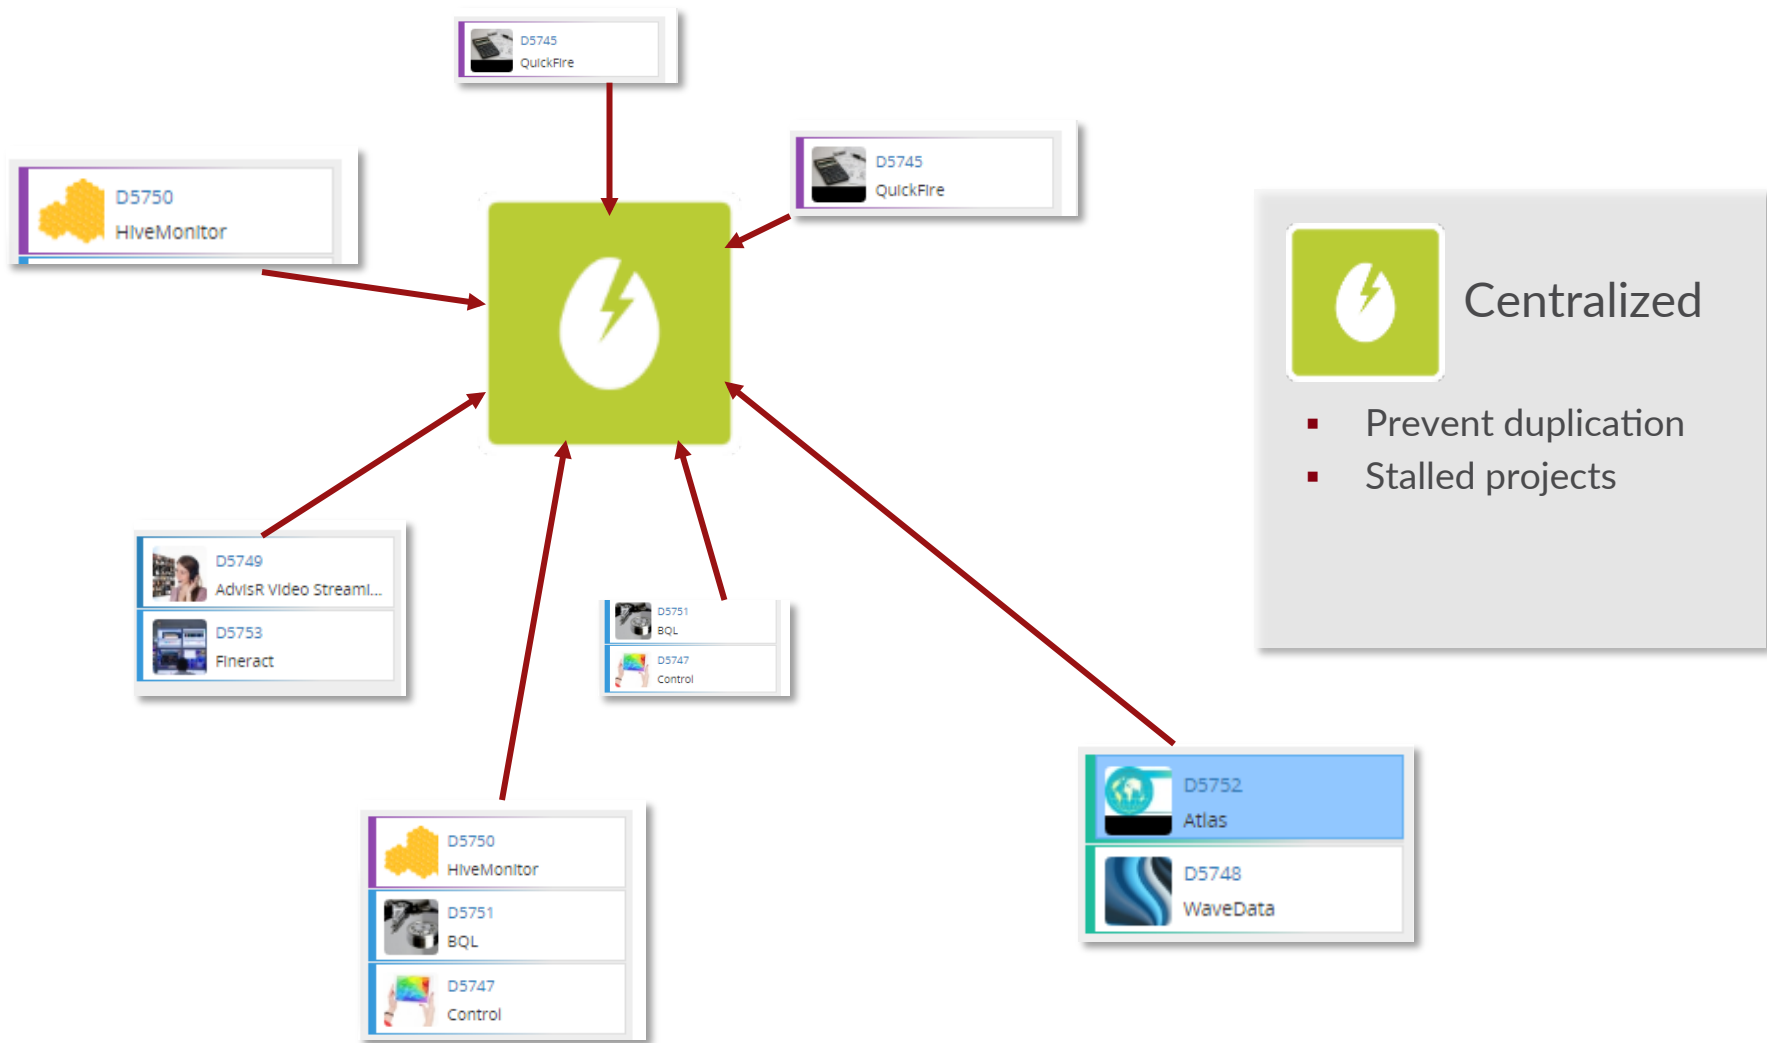 D5745
QuickFire
D5745
QuickFire
D5750
HiveMonitor
Centralized
▪ Prevent duplication
▪ Stalled projects
D5749
AdvisR Video Streami...
D5753
Fineract
D5751
BQL
D5747
Control
D5752
Atlas
D5748
WaveData
D5750
HiveMonitor
D5751
BQL
D5747
Control